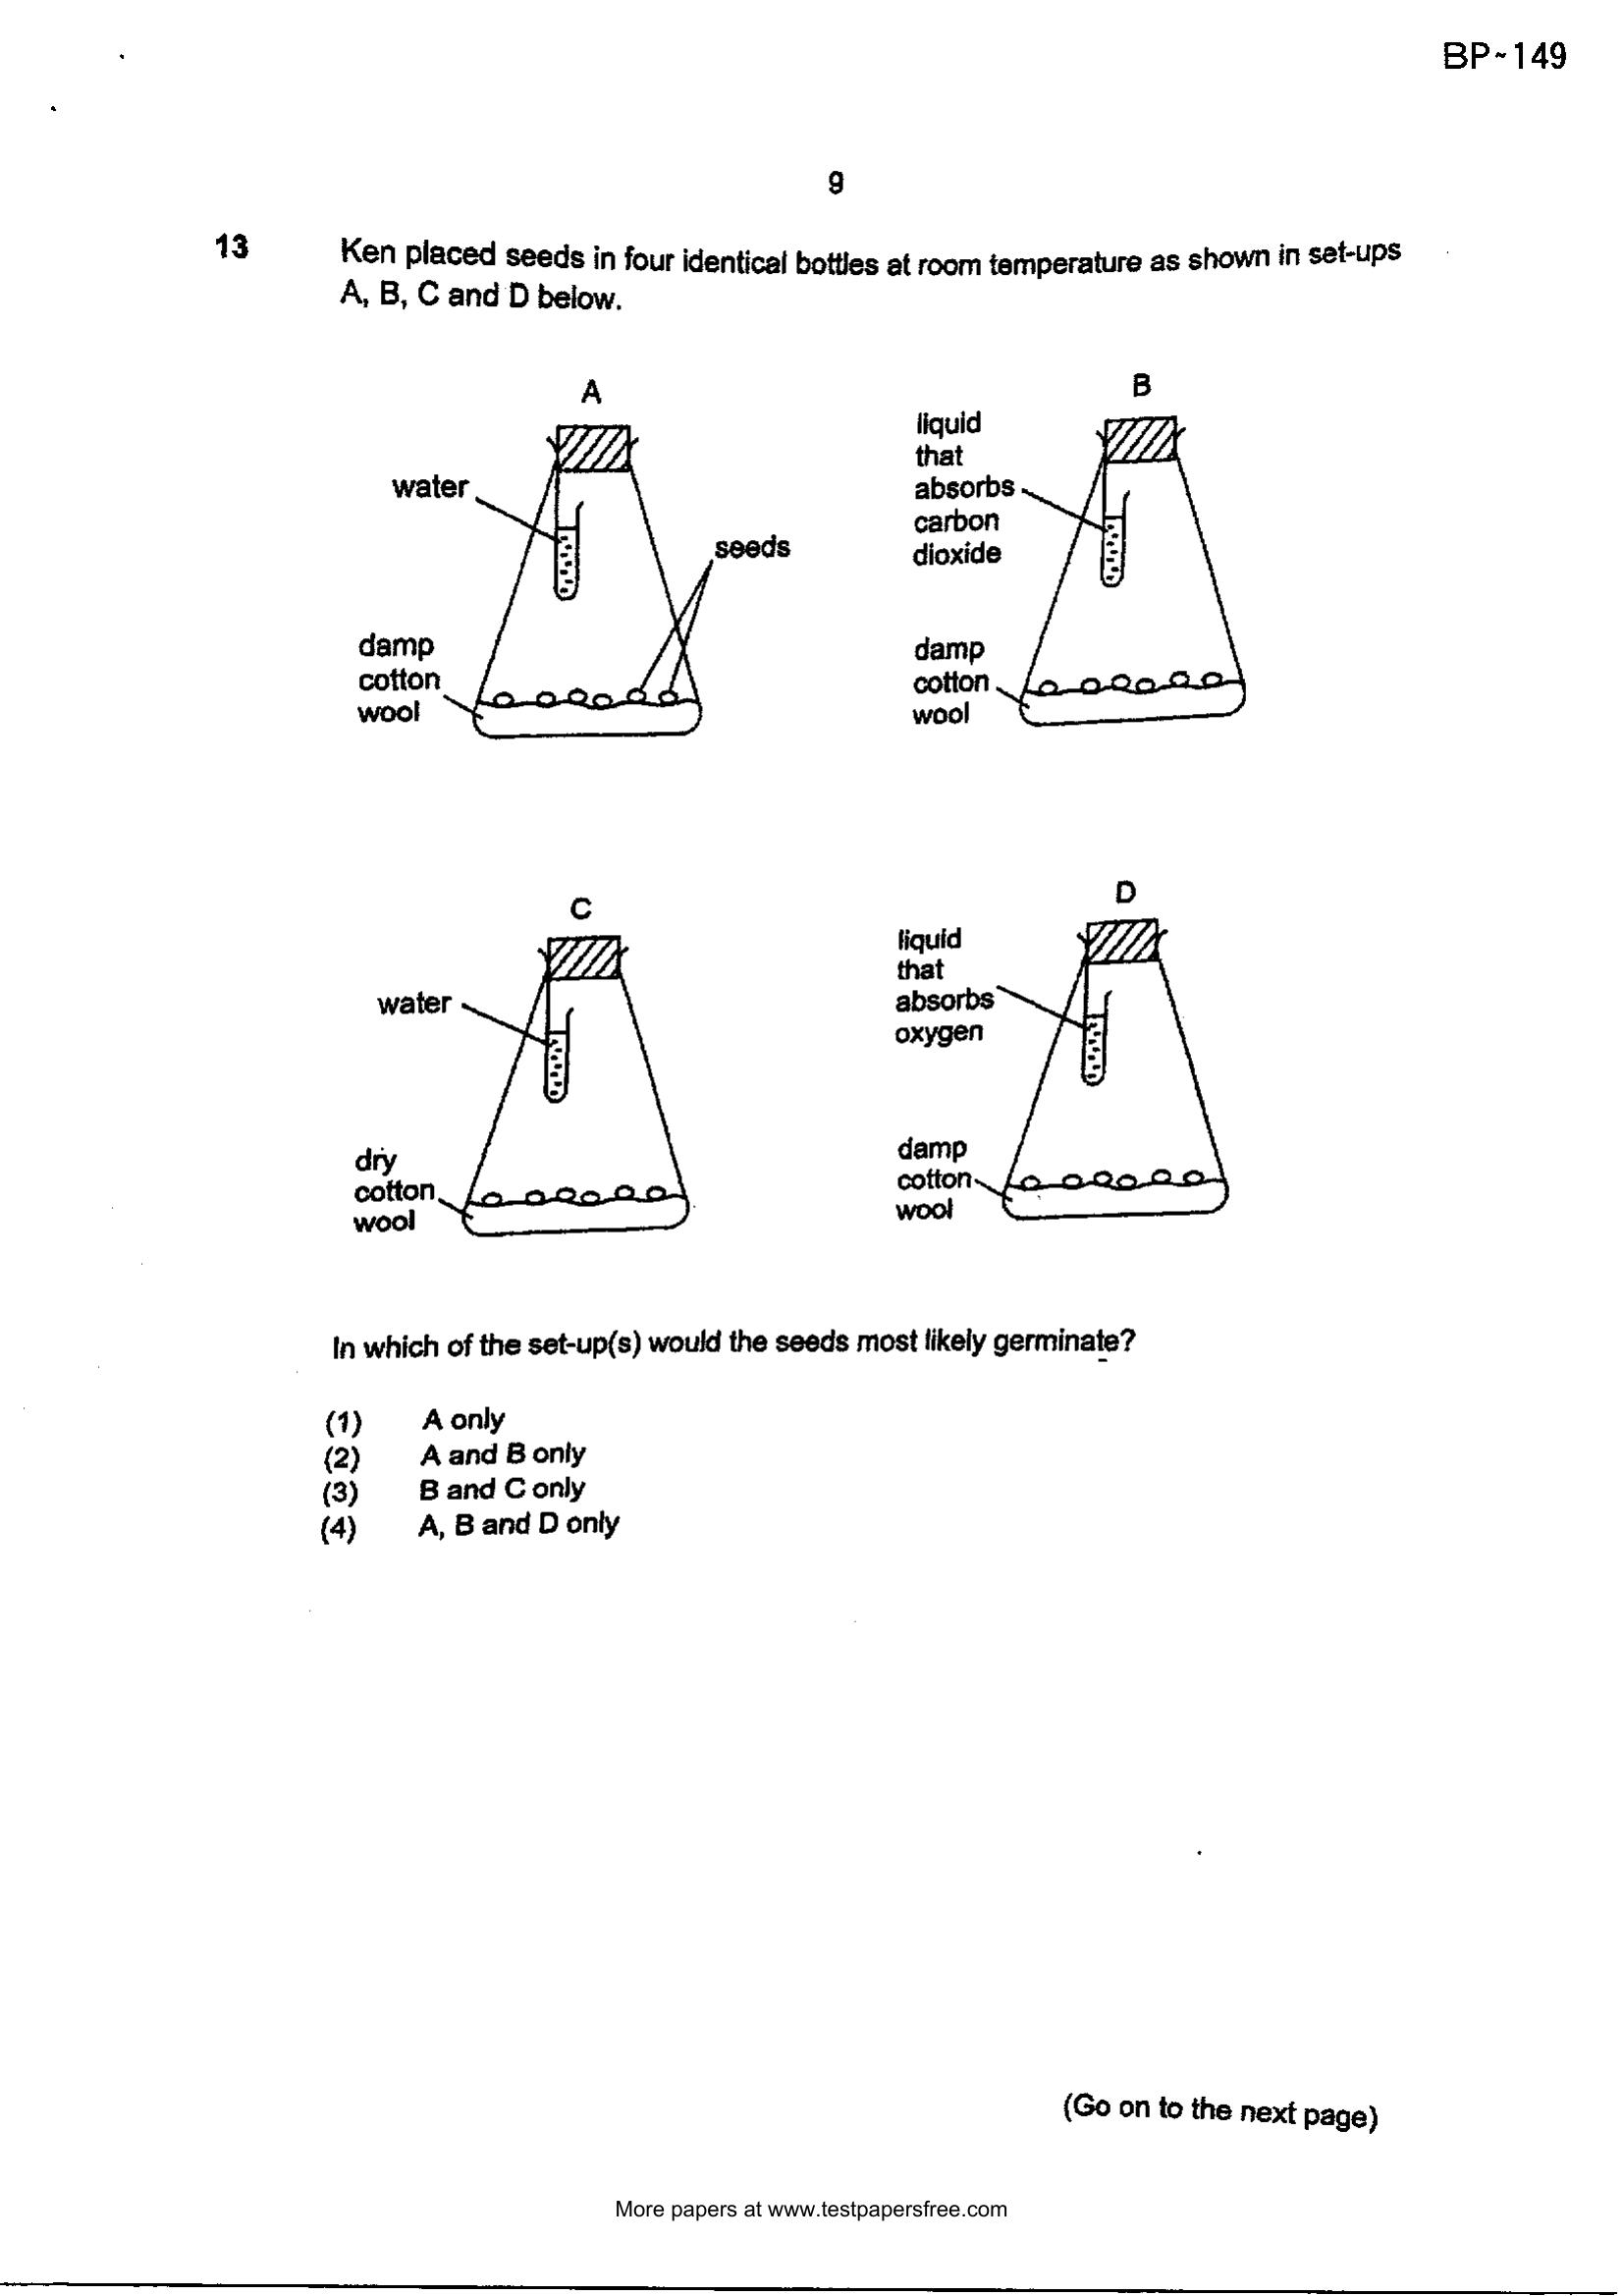 BP~149
9
13 Ken placed seeds in four identical bottles at room temperature as shown in set-ups
A, B, C and D below.
A
water
seeds
damp
cotton
wool
B
liquid
that
absorbs
carbon
dioxide
damp
cotton
wool
C
water
dry
cotton
wool
D
liquid
that
absorbs
oxygen
damp
cotton
wool
In which of the set-up(s) would the seeds most likely germinate?
(1) A only
(2) A and B only
(3) B and C only
(4) A, B and D only
(Go on to the next page)
More papers at www.testpapersfree.com